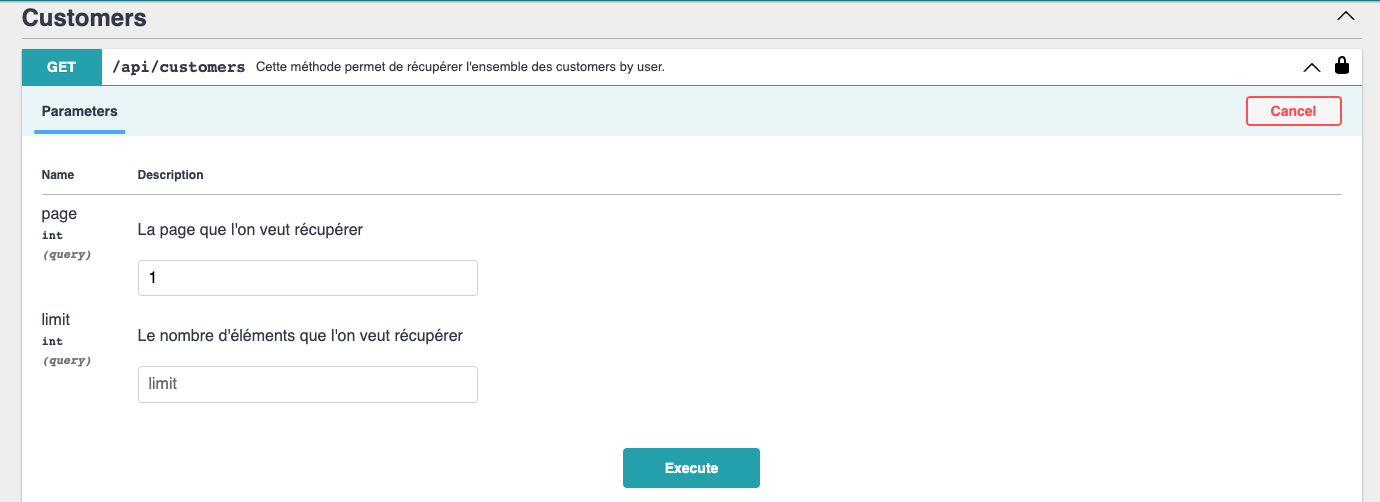 Customers
GET /api/customers Cette méthode permet de récupérer l'ensemble des customers by user.
Parameters Cancel
Name Description
page
int
(query)
La page que l'on veut récupérer
1
limit
int
(query)
Le nombre d'éléments que l'on veut récupérer
limit
Execute